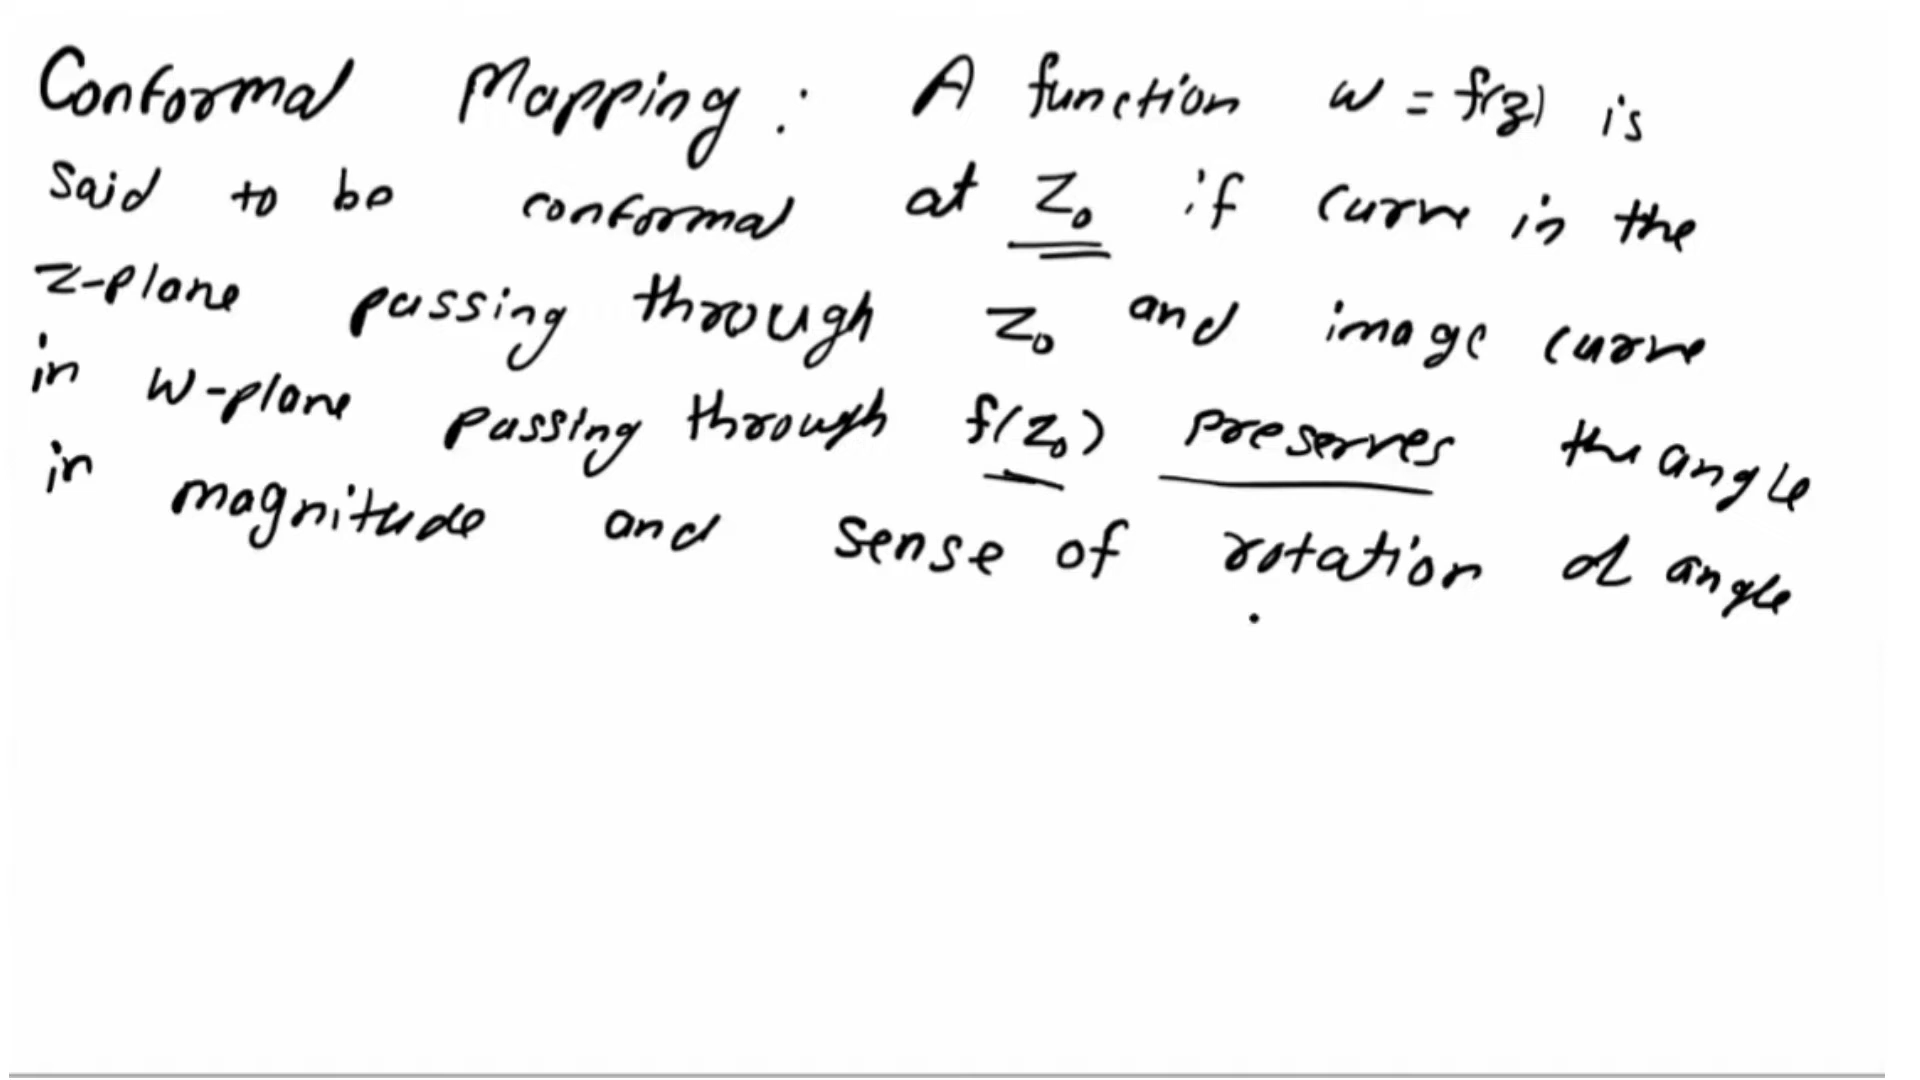 Conformal Mapping : A function w = f(z) is
said to be conformal at z₀ if curve in the
z-plane passing through z₀ and image curve
in w-plane passing through f(z₀) preserves the angle
in magnitude and sense of rotation of angle